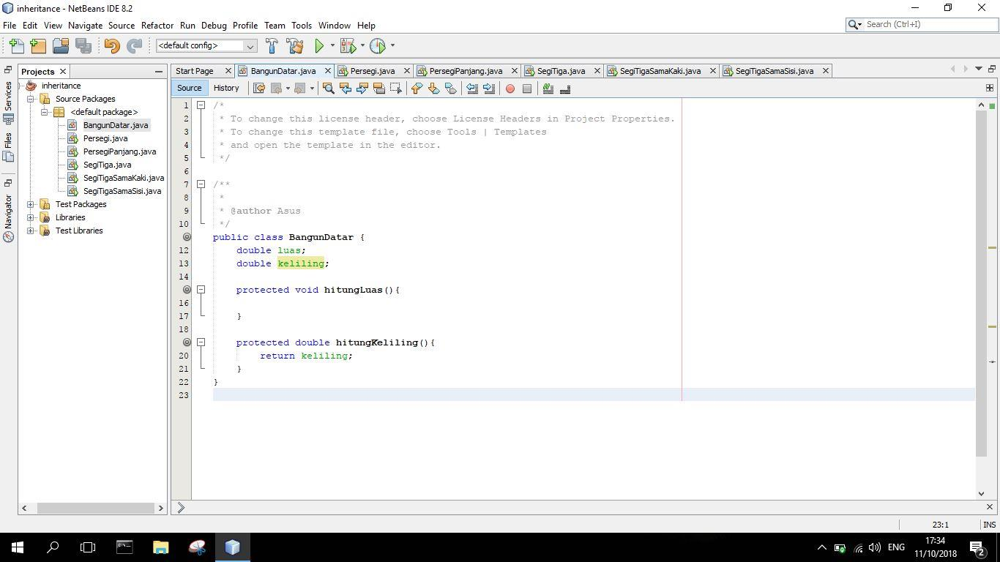 inheritance - NetBeans IDE 8.2
File Edit View Navigate Source Refactor Run Debug Profile Team Tools Window Help
Search (Ctrl+I)
<default config>
Projects
Services
Files
Navigator
inheritance
Source Packages
<default package>
BangunDatar.java
Persegi.java
PersegiPanjang.java
SegiTiga.java
SegiTigaSamaKaki.java
SegiTigaSamaSisi.java
Test Packages
Libraries
Test Libraries
Start Page BangunDatar.java Persegi.java PersegiPanjang.java SegiTiga.java SegiTigaSamaKaki.java SegiTigaSamaSisi.java
Source History
1 /*
2 * To change this license header, choose License Headers in Project Properties.
3 * To change this template file, choose Tools | Templates
4 * and open the template in the editor.
5 */
6
7 /**
8 *
9 * @author Asus
10 */
public class BangunDatar {
12 double luas;
13 double keliling;
14
protected void hitungLuas(){
16
17 }
18
protected double hitungKeliling(){
20 return keliling;
21 }
22 }
23
23:1 INS
ENG
17:34
11/10/2018
2